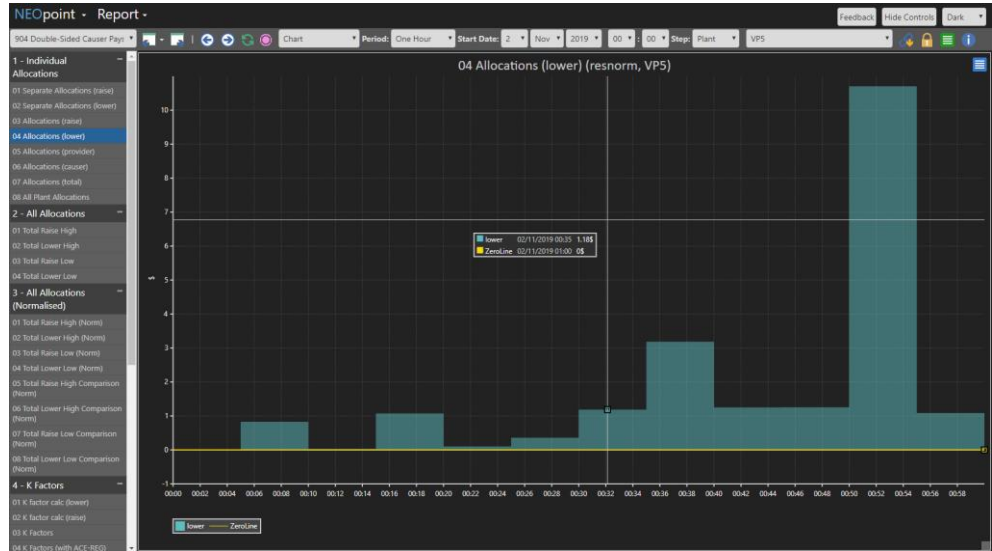 NEOpoint - Report -
Feedback Hide Controls Dark
904 Double-Sided Causer Pays
Chart Period: One Hour Start Date: 2 Nov 2019 00 : 00 Step: Plant VP5
1 - Individual
Allocations
01 Separate Allocations (raise)
02 Separate Allocations (lower)
03 Allocations (raise)
04 Allocations (lower)
05 Allocations (provider)
06 Allocations (causer)
07 Allocations (total)
08 All Plant Allocations
2 - All Allocations
01 Total Raise High
02 Total Lower High
03 Total Raise Low
04 Total Lower Low
3 - All Allocations
(Normalised)
01 Total Raise High (Norm)
02 Total Lower High (Norm)
03 Total Raise Low (Norm)
04 Total Lower Low (Norm)
05 Total Raise High Comparison
(Norm)
06 Total Lower High Comparison
(Norm)
07 Total Raise Low Comparison
(Norm)
08 Total Lower Low Comparison
(Norm)
4 - K Factors
01 K factor calc (lower)
02 K factor calc (raise)
03 K Factors
04 K Factors (with ACE-REG)
04 Allocations (lower) (resnorm, VP5)
10
9
8
7
6
5
4
3
2
1
0
-1
$
lower 02/11/2019 00:35 1.18$
ZeroLine 02/11/2019 01:00 0$
00:00 00:02 00:04 00:06 00:08 00:10 00:12 00:14 00:16 00:18 00:20 00:22 00:24 00:26 00:28 00:30 00:32 00:34 00:36 00:38 00:40 00:42 00:44 00:46 00:48 00:50 00:52 00:54 00:56 00:58
lower ZeroLine